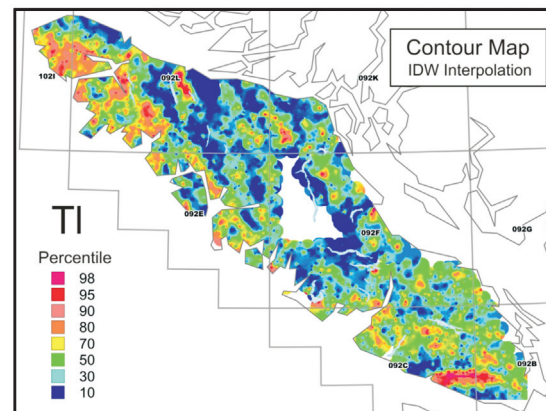 Contour Map
IDW Interpolation
102I
092L
092K
092E
092F
092G
092C
092B
Tl
Percentile
98
95
90
80
70
50
30
10